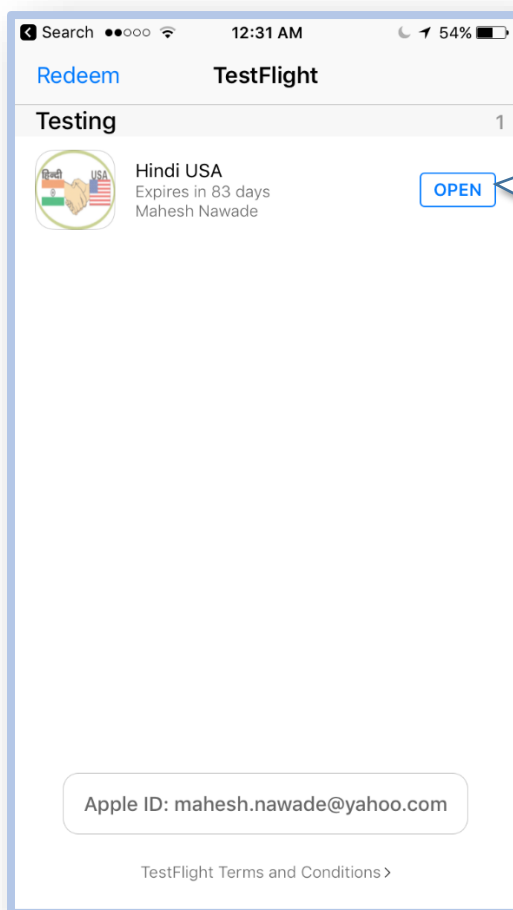 Search 12:31 AM 54%
Redeem TestFlight
Testing 1
हिन्दी USA
Hindi USA
Expires in 83 days
Mahesh Nawade
OPEN
Apple ID: mahesh.nawade@yahoo.com
TestFlight Terms and Conditions >